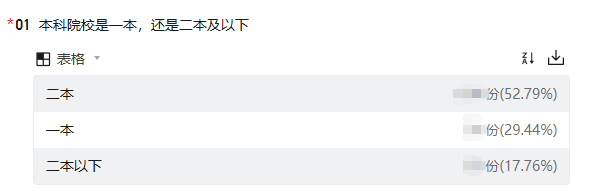 *01 本科院校是一本，还是二本及以下
表格
二本 份(52.79%)
一本 份(29.44%)
二本以下 份(17.76%)